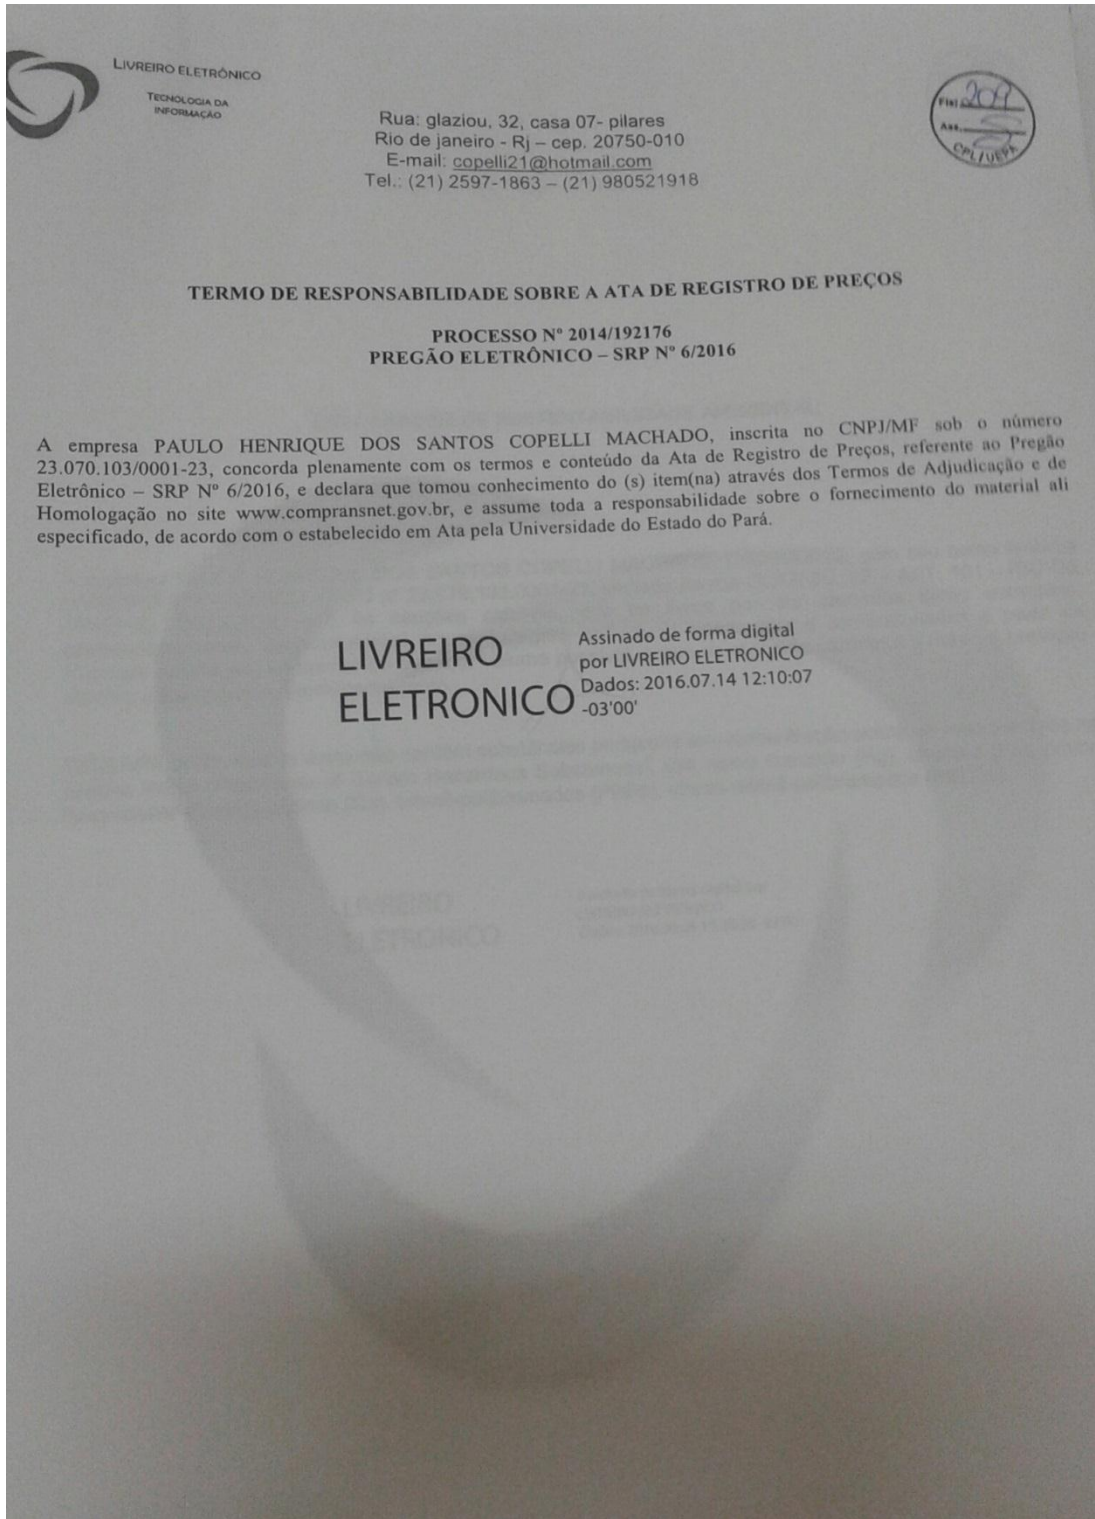 LIVREIRO ELETRÔNICO
TECNOLOGIA DA
INFORMAÇÃO
Rua: glaziou, 32, casa 07- pilares
Rio de janeiro - Rj – cep. 20750-010
E-mail: copelli21@hotmail.com
Tel.: (21) 2597-1863 – (21) 980521918
Fls: 209
Ass.
CPL/UEPA
TERMO DE RESPONSABILIDADE SOBRE A ATA DE REGISTRO DE PREÇOS
PROCESSO Nº 2014/192176
PREGÃO ELETRÔNICO – SRP Nº 6/2016
A empresa PAULO HENRIQUE DOS SANTOS COPELLI MACHADO, inscrita no CNPJ/MF sob o número
23.070.103/0001-23, concorda plenamente com os termos e conteúdo da Ata de Registro de Preços, referente ao Pregão
Eletrônico – SRP Nº 6/2016, e declara que tomou conhecimento do (s) item(na) através dos Termos de Adjudicação e de
Homologação no site www.compransnet.gov.br, e assume toda a responsabilidade sobre o fornecimento do material ali
especificado, de acordo com o estabelecido em Ata pela Universidade do Estado do Pará.
LIVREIRO
ELETRONICO
Assinado de forma digital
por LIVREIRO ELETRONICO
Dados: 2016.07.14 12:10:07
-03'00'